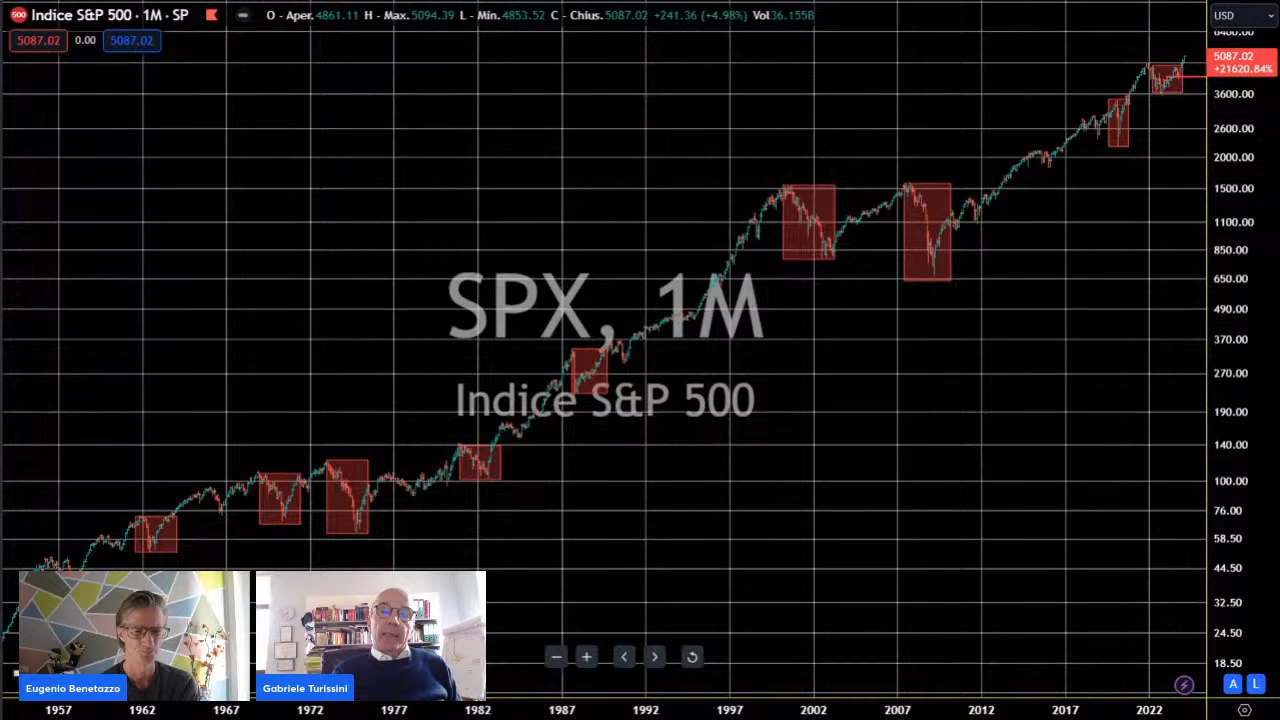 500 Indice S&P 500 · 1M · SP O - Aper.4861.11 H - Max.5094.39 L - Min.4853.52 C - Chius.5087.02 +241.36 (+4.98%) Vol36.155B
USD
5087.02 0.00 5087.02
6400.00
5087.02
+21620.84%
3600.00
2600.00
2000.00
1500.00
1100.00
850.00
650.00
SPX, 1M
490.00
370.00
270.00
Indice S&P 500
190.00
140.00
100.00
76.00
58.50
44.50
32.50
24.50
18.50
Eugenio Benetazzo
Gabriele Turissini
A L
1957 1962 1967 1972 1977 1982 1987 1992 1997 2002 2007 2012 2017 2022